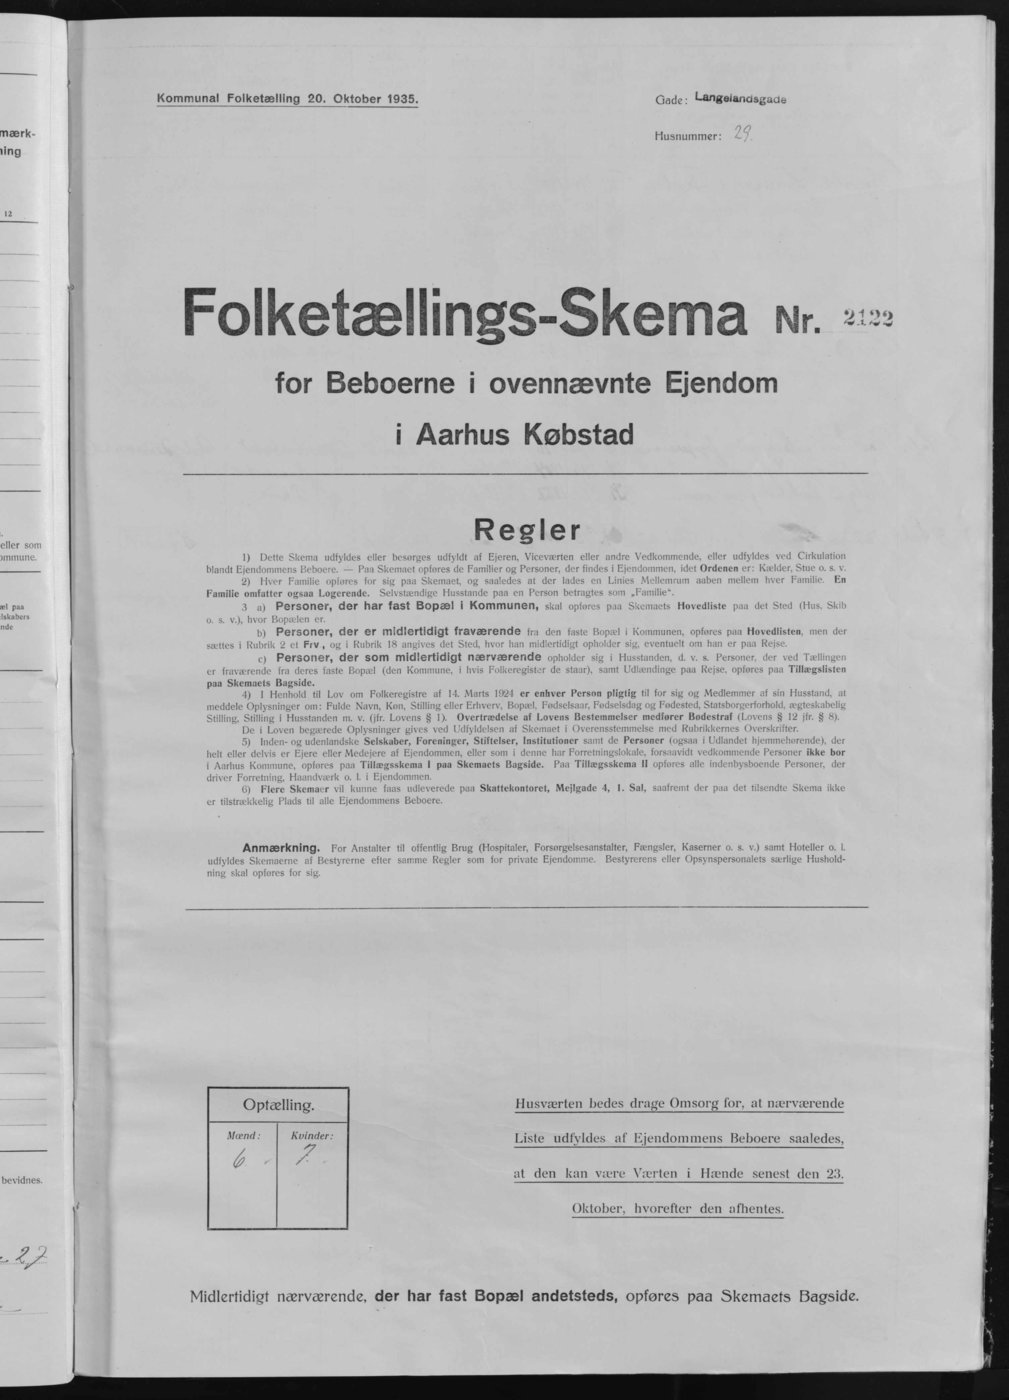 mærk-
ning
12
eller som
ommune.
æl paa
lskabers
nde
bevidnes.
27
Kommunal Folketælling 20. Oktober 1935.
Gade: Langelandsgade
Husnummer: 29
Folketællings-Skema Nr. 2122
for Beboerne i ovennævnte Ejendom
i Aarhus Købstad
Regler
1) Dette Skema udfyldes eller besørges udfyldt af Ejeren, Viceværten eller andre Vedkommende, eller udfyldes ved Cirkulation
blandt Ejendommens Beboere. — Paa Skemaet opføres de Familier og Personer, der findes i Ejendommen, idet Ordenen er: Kælder, Stue o. s. v.
2) Hver Familie opføres for sig paa Skemaet, og saaledes at der lades en Linies Mellemrum aaben mellem hver Familie. En
Familie omfatter ogsaa Logerende. Selvstændige Husstande paa en Person betragtes som „Familie“.
3 a) Personer, der har fast Bopæl i Kommunen, skal opføres paa Skemaets Hovedliste paa det Sted (Hus, Skib
o. s. v.), hvor Bopælen er.
b) Personer, der er midlertidigt fraværende fra den faste Bopæl i Kommunen, opføres paa Hovedlisten, men der
sættes i Rubrik 2 et Frv, og i Rubrik 18 angives det Sted, hvor han midlertidigt opholder sig, eventuelt om han er paa Rejse.
c) Personer, der som midlertidigt nærværende opholder sig i Husstanden, d. v. s. Personer, der ved Tællingen
er fraværende fra deres faste Bopæl (den Kommune, i hvis Folkeregister de staar), samt Udlændinge paa Rejse, opføres paa Tillægslisten
paa Skemaets Bagside.
4) I Henhold til Lov om Folkeregistre af 14. Marts 1924 er enhver Person pligtig til for sig og Medlemmer af sin Husstand, at
meddele Oplysninger om: Fulde Navn, Køn, Stilling eller Erhverv, Bopæl, Fødselsaar, Fødselsdag og Fødested, Statsborgerforhold, ægteskabelig
Stilling, Stilling i Husstanden m. v. (jfr. Lovens § 1). Overtrædelse af Lovens Bestemmelser medfører Bødestraf (Lovens § 12 jfr. § 8).
De i Loven begærede Oplysninger gives ved Udfyldelsen af Skemaet i Overensstemmelse med Rubrikkernes Overskrifter.
5) Inden- og udenlandske Selskaber, Foreninger, Stiftelser, Institutioner samt de Personer (ogsaa i Udlandet hjemmehørende), der
helt eller delvis er Ejere eller Medejere af Ejendommen, eller som i denne har Forretningslokale, forsaavidt vedkommende Personer ikke bor
i Aarhus Kommune, opføres paa Tillægsskema I paa Skemaets Bagside. Paa Tillægsskema II opføres alle indenbysboende Personer, der
driver Forretning, Haandværk o. l. i Ejendommen.
6) Flere Skemaer vil kunne faas udleverede paa Skattekontoret, Mejlgade 4, 1. Sal, saafremt der paa det tilsendte Skema ikke
er tilstrækkelig Plads til alle Ejendommens Beboere.
Anmærkning. For Anstalter til offentlig Brug (Hospitaler, Forsørgelsesanstalter, Fængsler, Kaserner o. s. v.) samt Hoteller o. l.
udfyldes Skemaerne af Bestyrerne efter samme Regler som for private Ejendomme. Bestyrerens eller Opsynspersonalets særlige Hushold-
ning skal opføres for sig.
Optælling.
Mænd: Kvinder:
6 7
Husværten bedes drage Omsorg for, at nærværende
Liste udfyldes af Ejendommens Beboere saaledes,
at den kan være Værten i Hænde senest den 23.
Oktober, hvorefter den afhentes.
Midlertidigt nærværende, der har fast Bopæl andetsteds, opføres paa Skemaets Bagside.